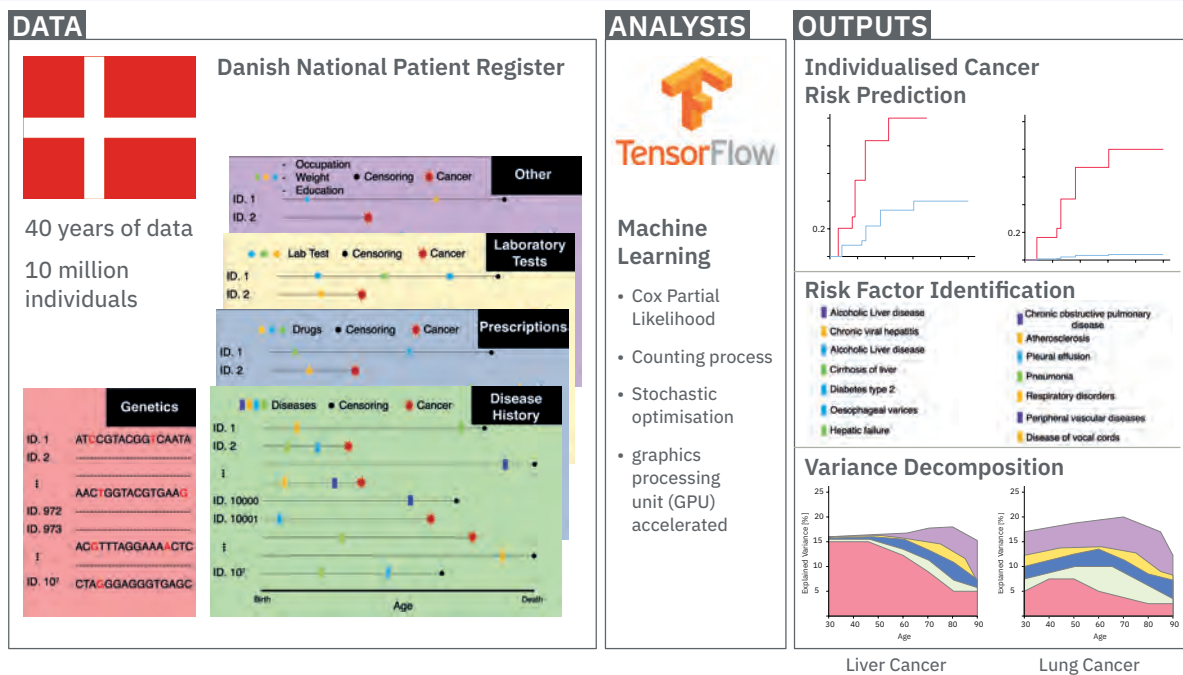 DATA
Danish National Patient Register
40 years of data
10 million
individuals
- Occupation
- Weight
- Education
Censoring
Cancer
Other
ID. 1
ID. 2
Lab Test
Censoring
Cancer
Laboratory
Tests
ID. 1
ID. 2
Drugs
Censoring
Cancer
Prescriptions
ID. 1
ID. 2
Diseases
Censoring
Cancer
Disease
History
ID. 1
ID. 2
⋮
ID. 10000
ID. 10001
⋮
ID. 10⁷
Birth
Age
Death
Genetics
ID. 1 ATCCGTACGGTCAATA
ID. 2
⋮
AACTGGTACGTGAAG
ID. 972
ID. 973
ACGTTTAGGAAAACTC
⋮
ID. 10⁷ CTAGGGAGGGTGAGC
ANALYSIS
TensorFlow
Machine
Learning
• Cox Partial
Likelihood
• Counting process
• Stochastic
optimisation
• graphics
processing
unit (GPU)
accelerated
OUTPUTS
Individualised Cancer
Risk Prediction
0.2
0.2
Risk Factor Identification
Alcoholic Liver disease
Chronic viral hepatitis
Alcoholic Liver disease
Cirrhosis of liver
Diabetes type 2
Oesophageal varices
Hepatic failure
Chronic obstructive pulmonary
disease
Atherosclerosis
Pleural effusion
Pneumonia
Respiratory disorders
Peripheral vascular diseases
Disease of vocal cords
Variance Decomposition
Explained Variance [%]
25
20
15
10
5
30 40 50 60 70 80 90
Age
Liver Cancer
Explained Variance [%]
25
20
15
10
5
30 40 50 60 70 80 90
Age
Lung Cancer